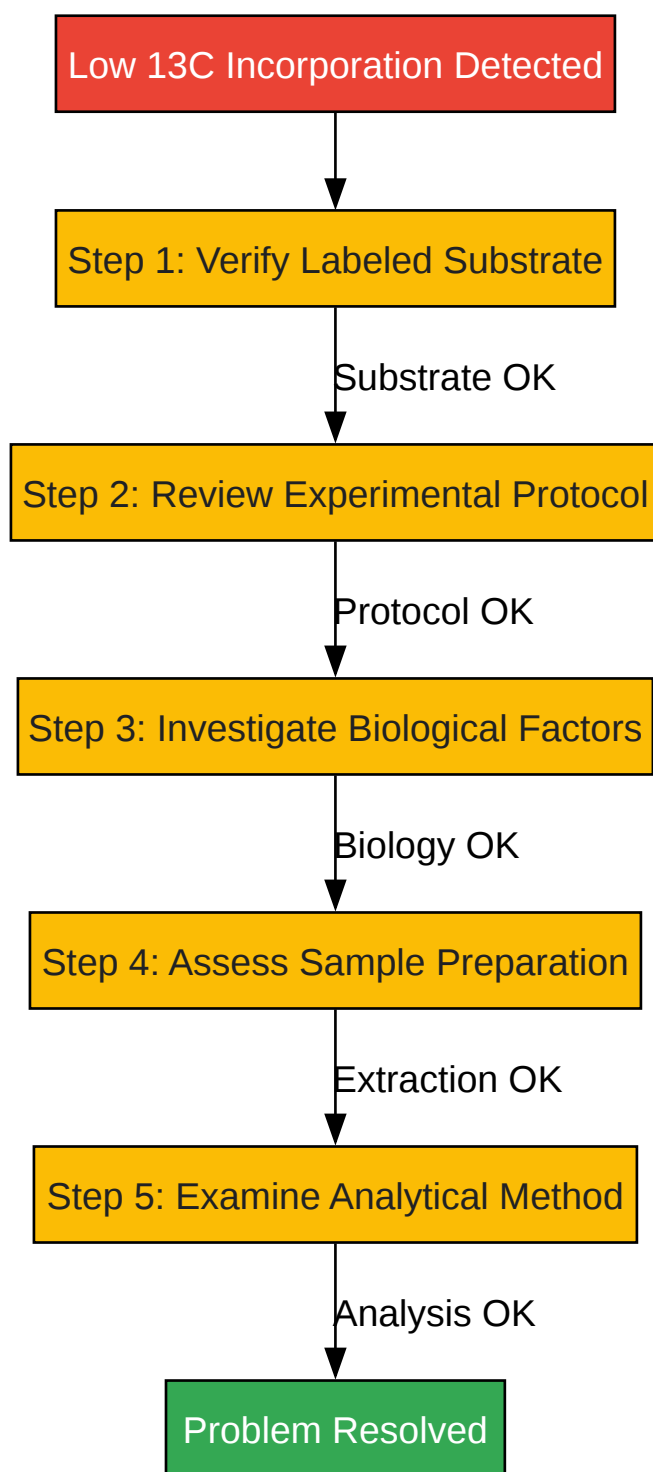 Low 13C Incorporation Detected
Step 1: Verify Labeled Substrate
Substrate OK
Step 2: Review Experimental Protocol
Protocol OK
Step 3: Investigate Biological Factors
Biology OK
Step 4: Assess Sample Preparation
Extraction OK
Step 5: Examine Analytical Method
Analysis OK
Problem Resolved